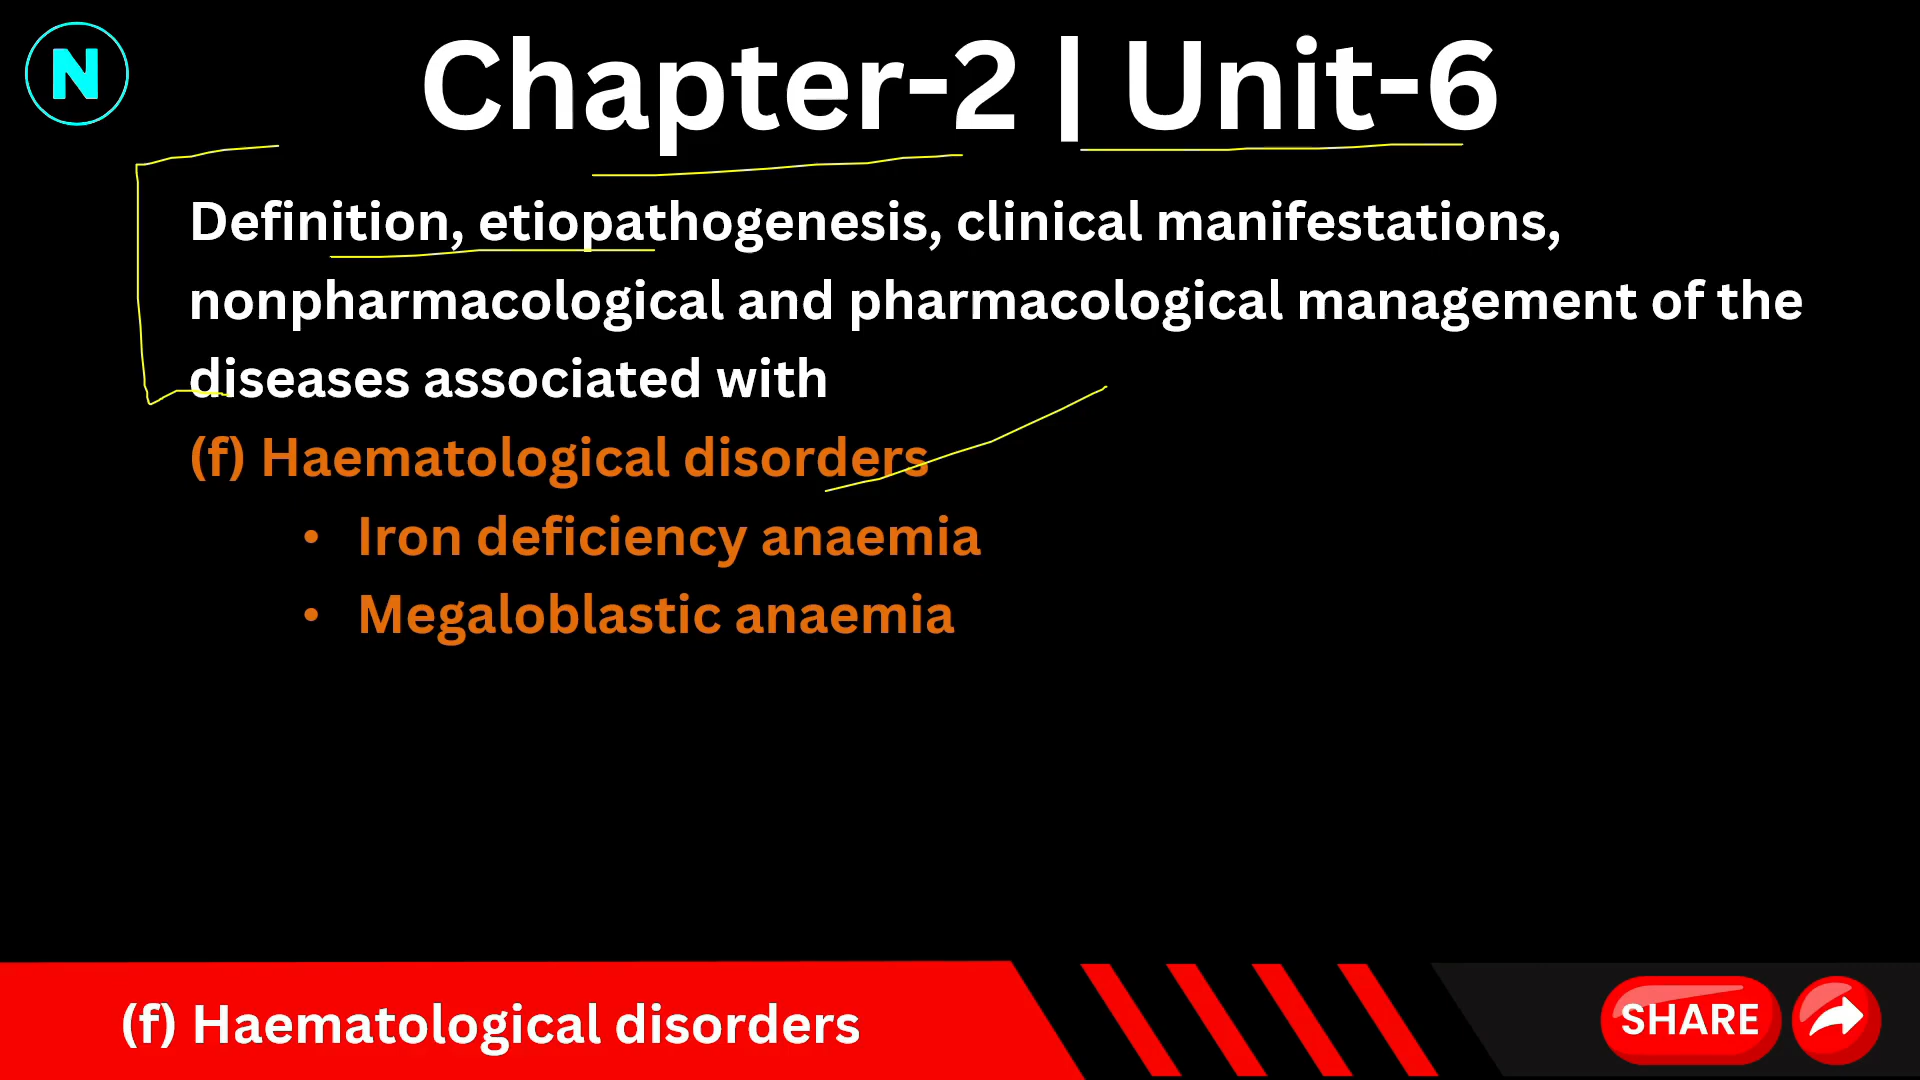 N
Chapter-2 | Unit-6
Definition, etiopathogenesis, clinical manifestations,
nonpharmacological and pharmacological management of the
diseases associated with
(f) Haematological disorders
• Iron deficiency anaemia
• Megaloblastic anaemia
(f) Haematological disorders
SHARE